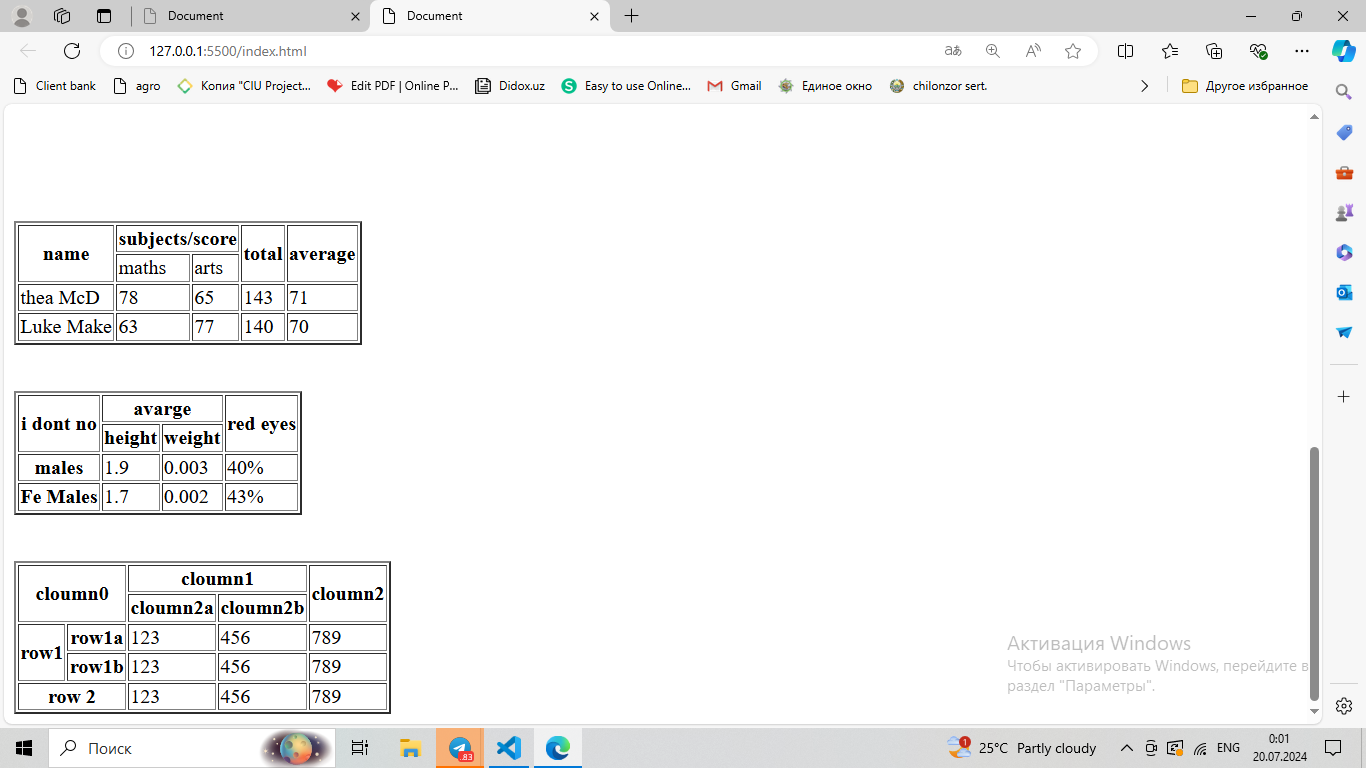 Document
Document
127.0.0.1:5500/index.html
Client bank
agro
Копия "CIU Project...
Edit PDF | Online P...
Didox.uz
Easy to use Online...
Gmail
Единое окно
chilonzor sert.
Другое избранное
name subjects/score total average
maths arts
thea McD 78 65 143 71
Luke Make 63 77 140 70
i dont no avarge red eyes
height weight
males 1.9 0.003 40%
Fe Males 1.7 0.002 43%
cloumn0 cloumn1 cloumn2
cloumn2a cloumn2b
row1 row1a 123 456 789
row1b 123 456 789
row 2 123 456 789
Активация Windows
Чтобы активировать Windows, перейдите в
раздел "Параметры".
Поиск
83
1
25°C Partly cloudy
ENG
0:01
20.07.2024